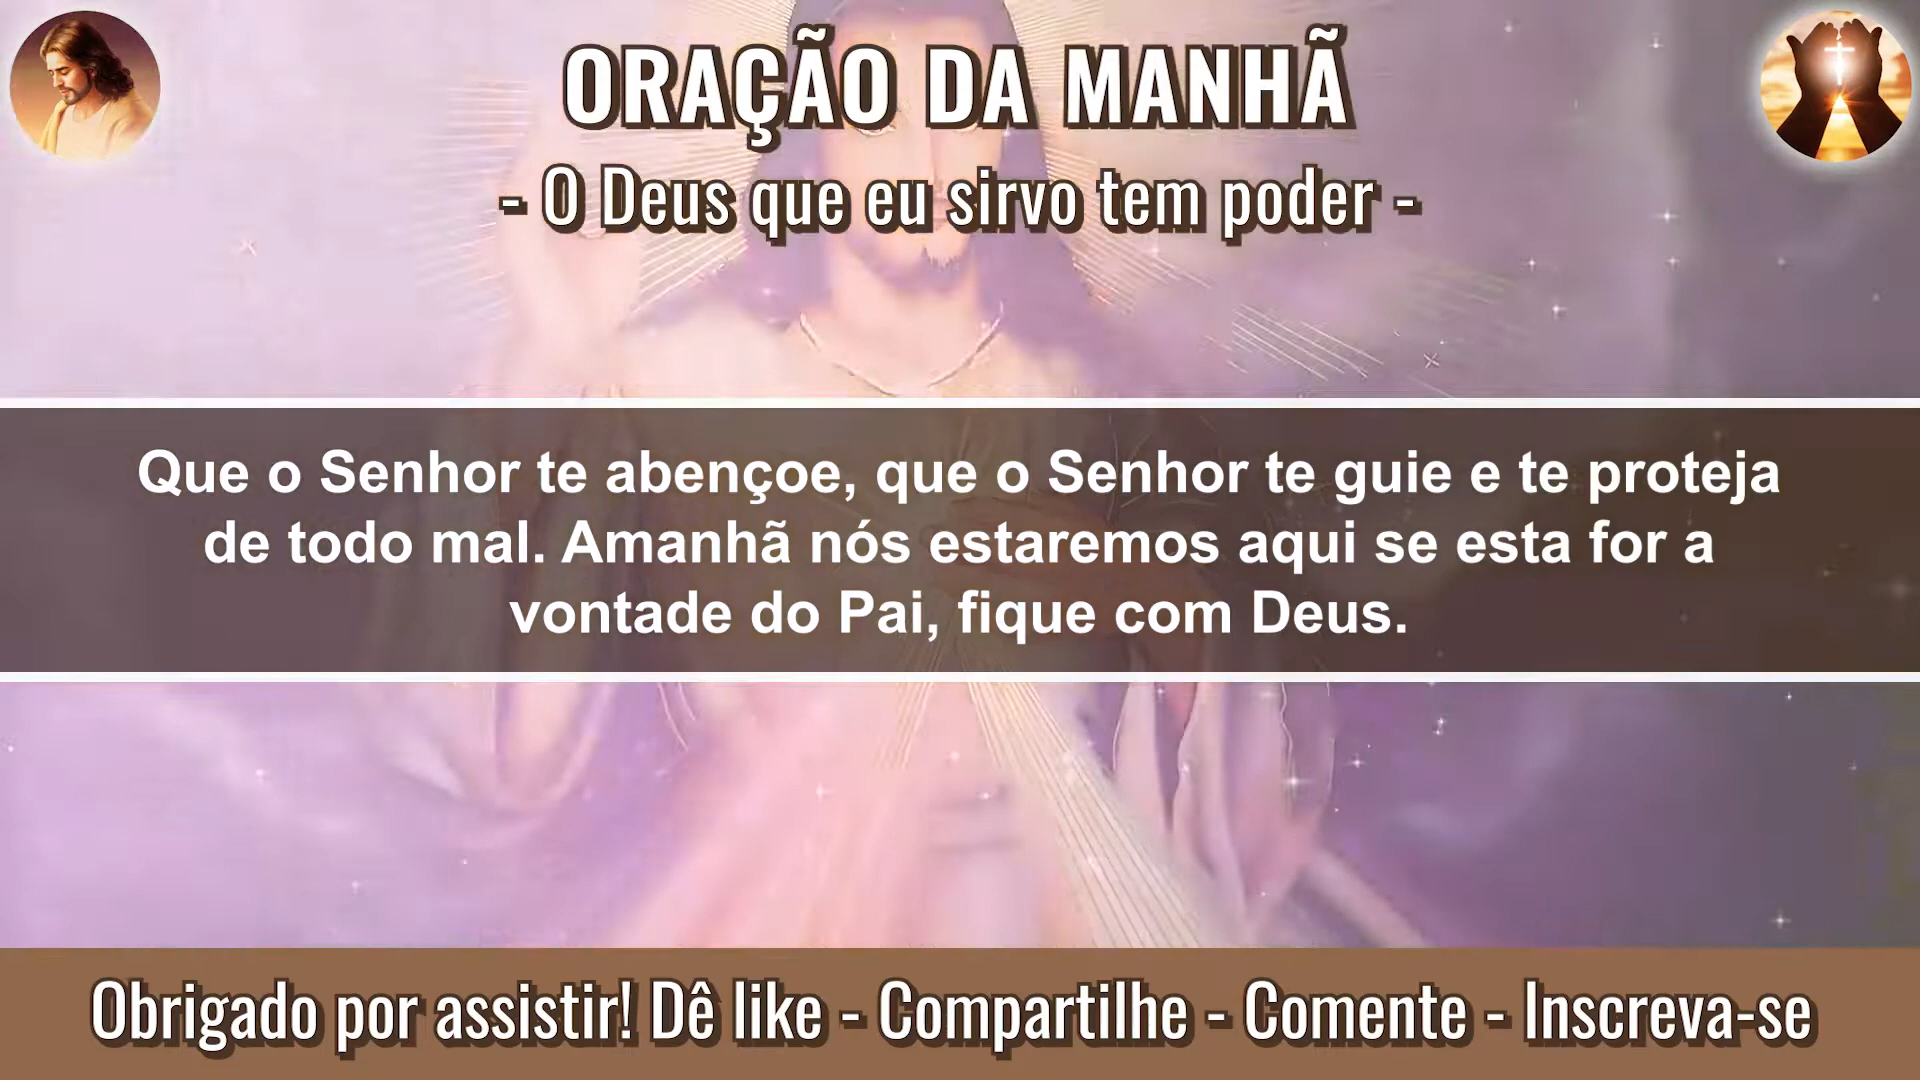 ORAÇÃO DA MANHÃ
- O Deus que eu sirvo tem poder -
Que o Senhor te abençoe, que o Senhor te guie e te proteja
de todo mal. Amanhã nós estaremos aqui se esta for a
vontade do Pai, fique com Deus.
Obrigado por assistir! Dê like - Compartilhe - Comente - Inscreva-se